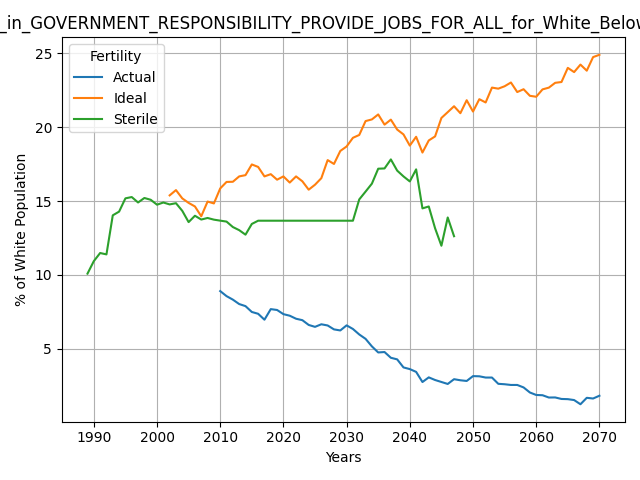 _in_GOVERNMENT_RESPONSIBILITY_PROVIDE_JOBS_FOR_ALL_for_White_Below
Fertility
Actual
Ideal
Sterile
% of White Population
25
20
15
10
5
1990 2000 2010 2020 2030 2040 2050 2060 2070
Years